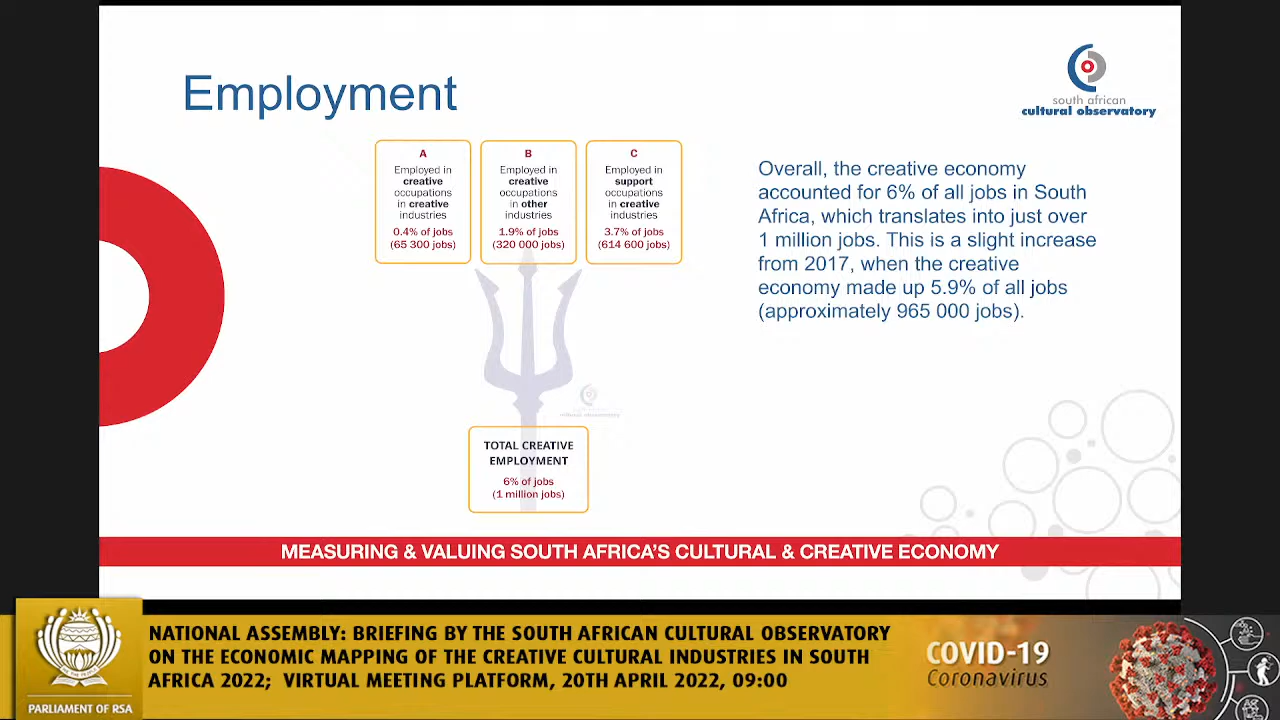 Employment
south african
cultural observatory
A
Employed in
creative
occupations
in creative
industries
0.4% of jobs
(65 300 jobs)
B
Employed in
creative
occupations
in other
industries
1.9% of jobs
(320 000 jobs)
C
Employed in
support
occupations
in creative
industries
3.7% of jobs
(614 600 jobs)
Overall, the creative economy
accounted for 6% of all jobs in South
Africa, which translates into just over
1 million jobs. This is a slight increase
from 2017, when the creative
economy made up 5.9% of all jobs
(approximately 965 000 jobs).
cultural observatory
TOTAL CREATIVE
EMPLOYMENT
6% of jobs
(1 million jobs)
MEASURING & VALUING SOUTH AFRICA'S CULTURAL & CREATIVE ECONOMY
PARLIAMENT OF RSA
NATIONAL ASSEMBLY: BRIEFING BY THE SOUTH AFRICAN CULTURAL OBSERVATORY
ON THE ECONOMIC MAPPING OF THE CREATIVE CULTURAL INDUSTRIES IN SOUTH
AFRICA 2022; VIRTUAL MEETING PLATFORM, 20TH APRIL 2022, 09:00
COVID-19
Coronavirus